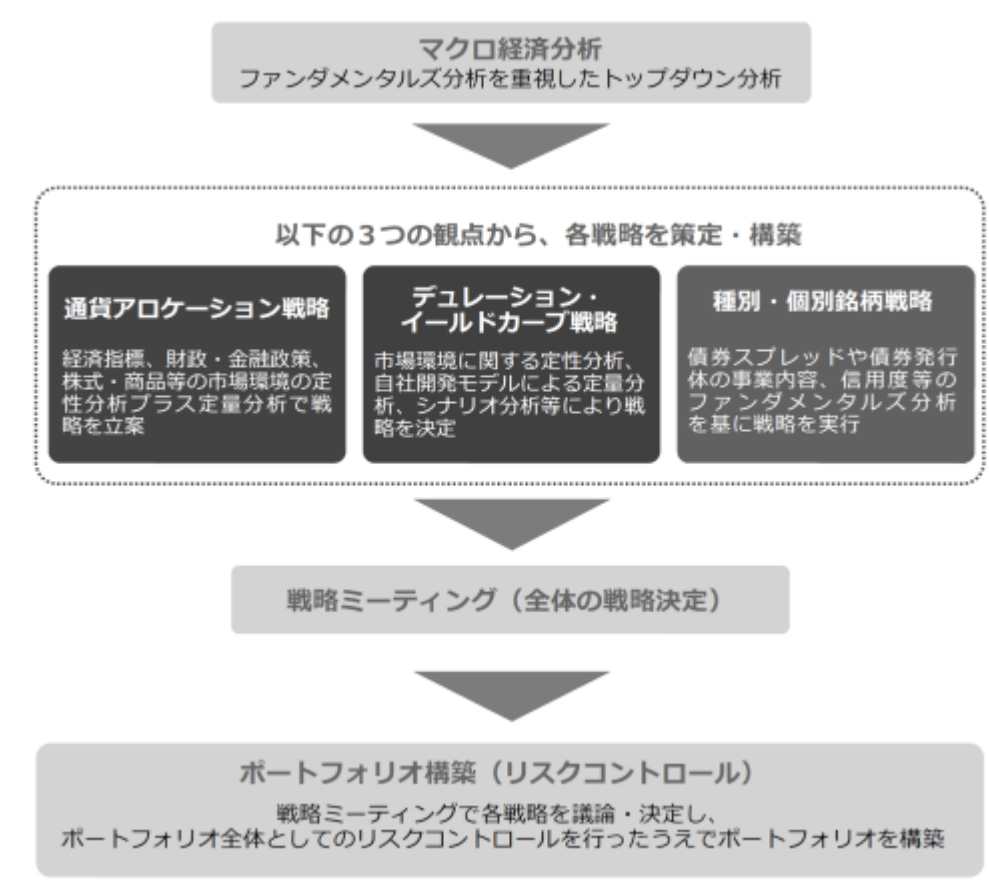 マクロ経済分析
ファンダメンタルズ分析を重視したトップダウン分析
以下の3つの観点から、各戦略を策定・構築
通貨アロケーション戦略
経済指標、財政・金融政策、
株式・商品等の市場環境の定
性分析プラス定量分析で戦
略を立案
デュレーション・
イールドカーブ戦略
市場環境に関する定性分析、
自社開発モデルによる定量分
析、シナリオ分析等により戦
略を決定
種別・個別銘柄戦略
債券スプレッドや債券発行
体の事業内容、信用度等の
ファンダメンタルズ分析
を基に戦略を実行
戦略ミーティング（全体の戦略決定）
ポートフォリオ構築（リスクコントロール）
戦略ミーティングで各戦略を議論・決定し、
ポートフォリオ全体としてのリスクコントロールを行ったうえでポートフォリオを構築